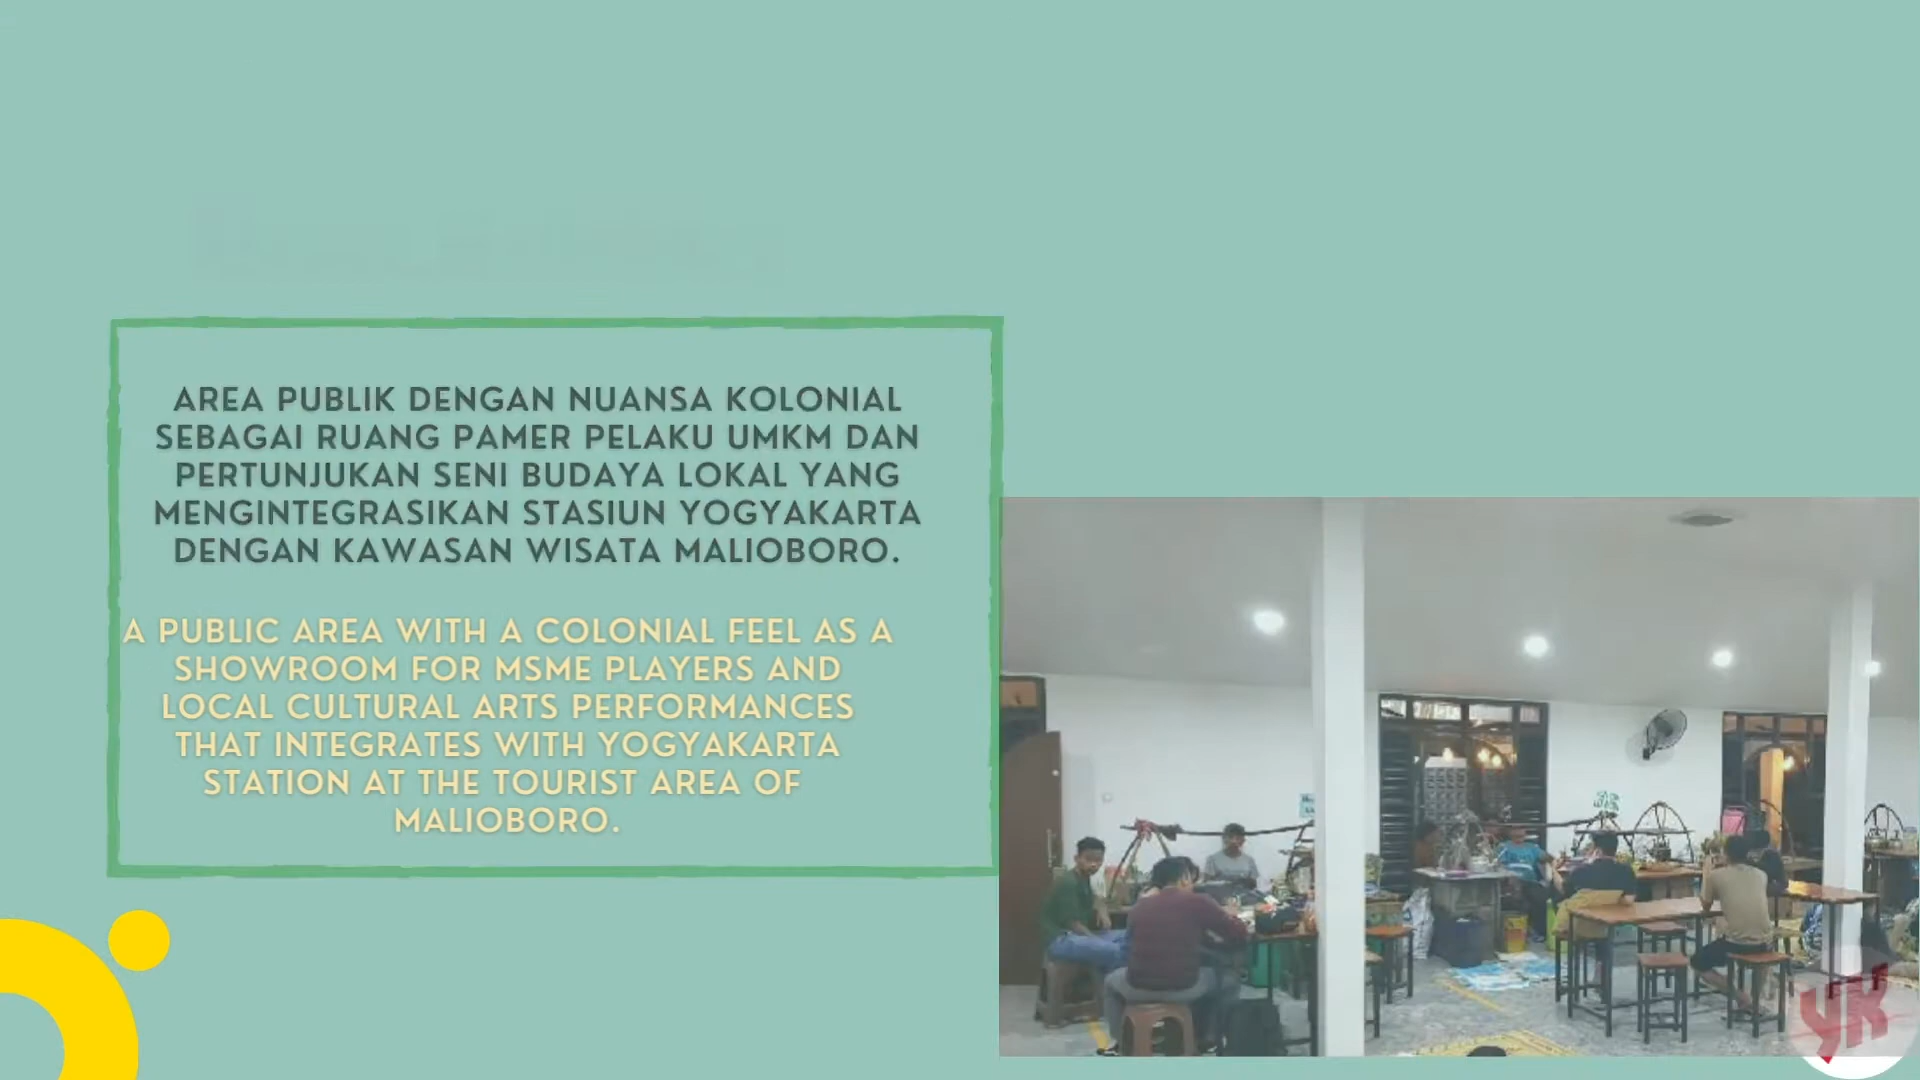 AREA PUBLIK DENGAN NUANSA KOLONIAL
SEBAGAI RUANG PAMER PELAKU UMKM DAN
PERTUNJUKAN SENI BUDAYA LOKAL YANG
MENGINTEGRASIKAN STASIUN YOGYAKARTA
DENGAN KAWASAN WISATA MALIOBORO.
A PUBLIC AREA WITH A COLONIAL FEEL AS A
SHOWROOM FOR MSME PLAYERS AND
LOCAL CULTURAL ARTS PERFORMANCES
THAT INTEGRATES WITH YOGYAKARTA
STATION AT THE TOURIST AREA OF
MALIOBORO.
YK